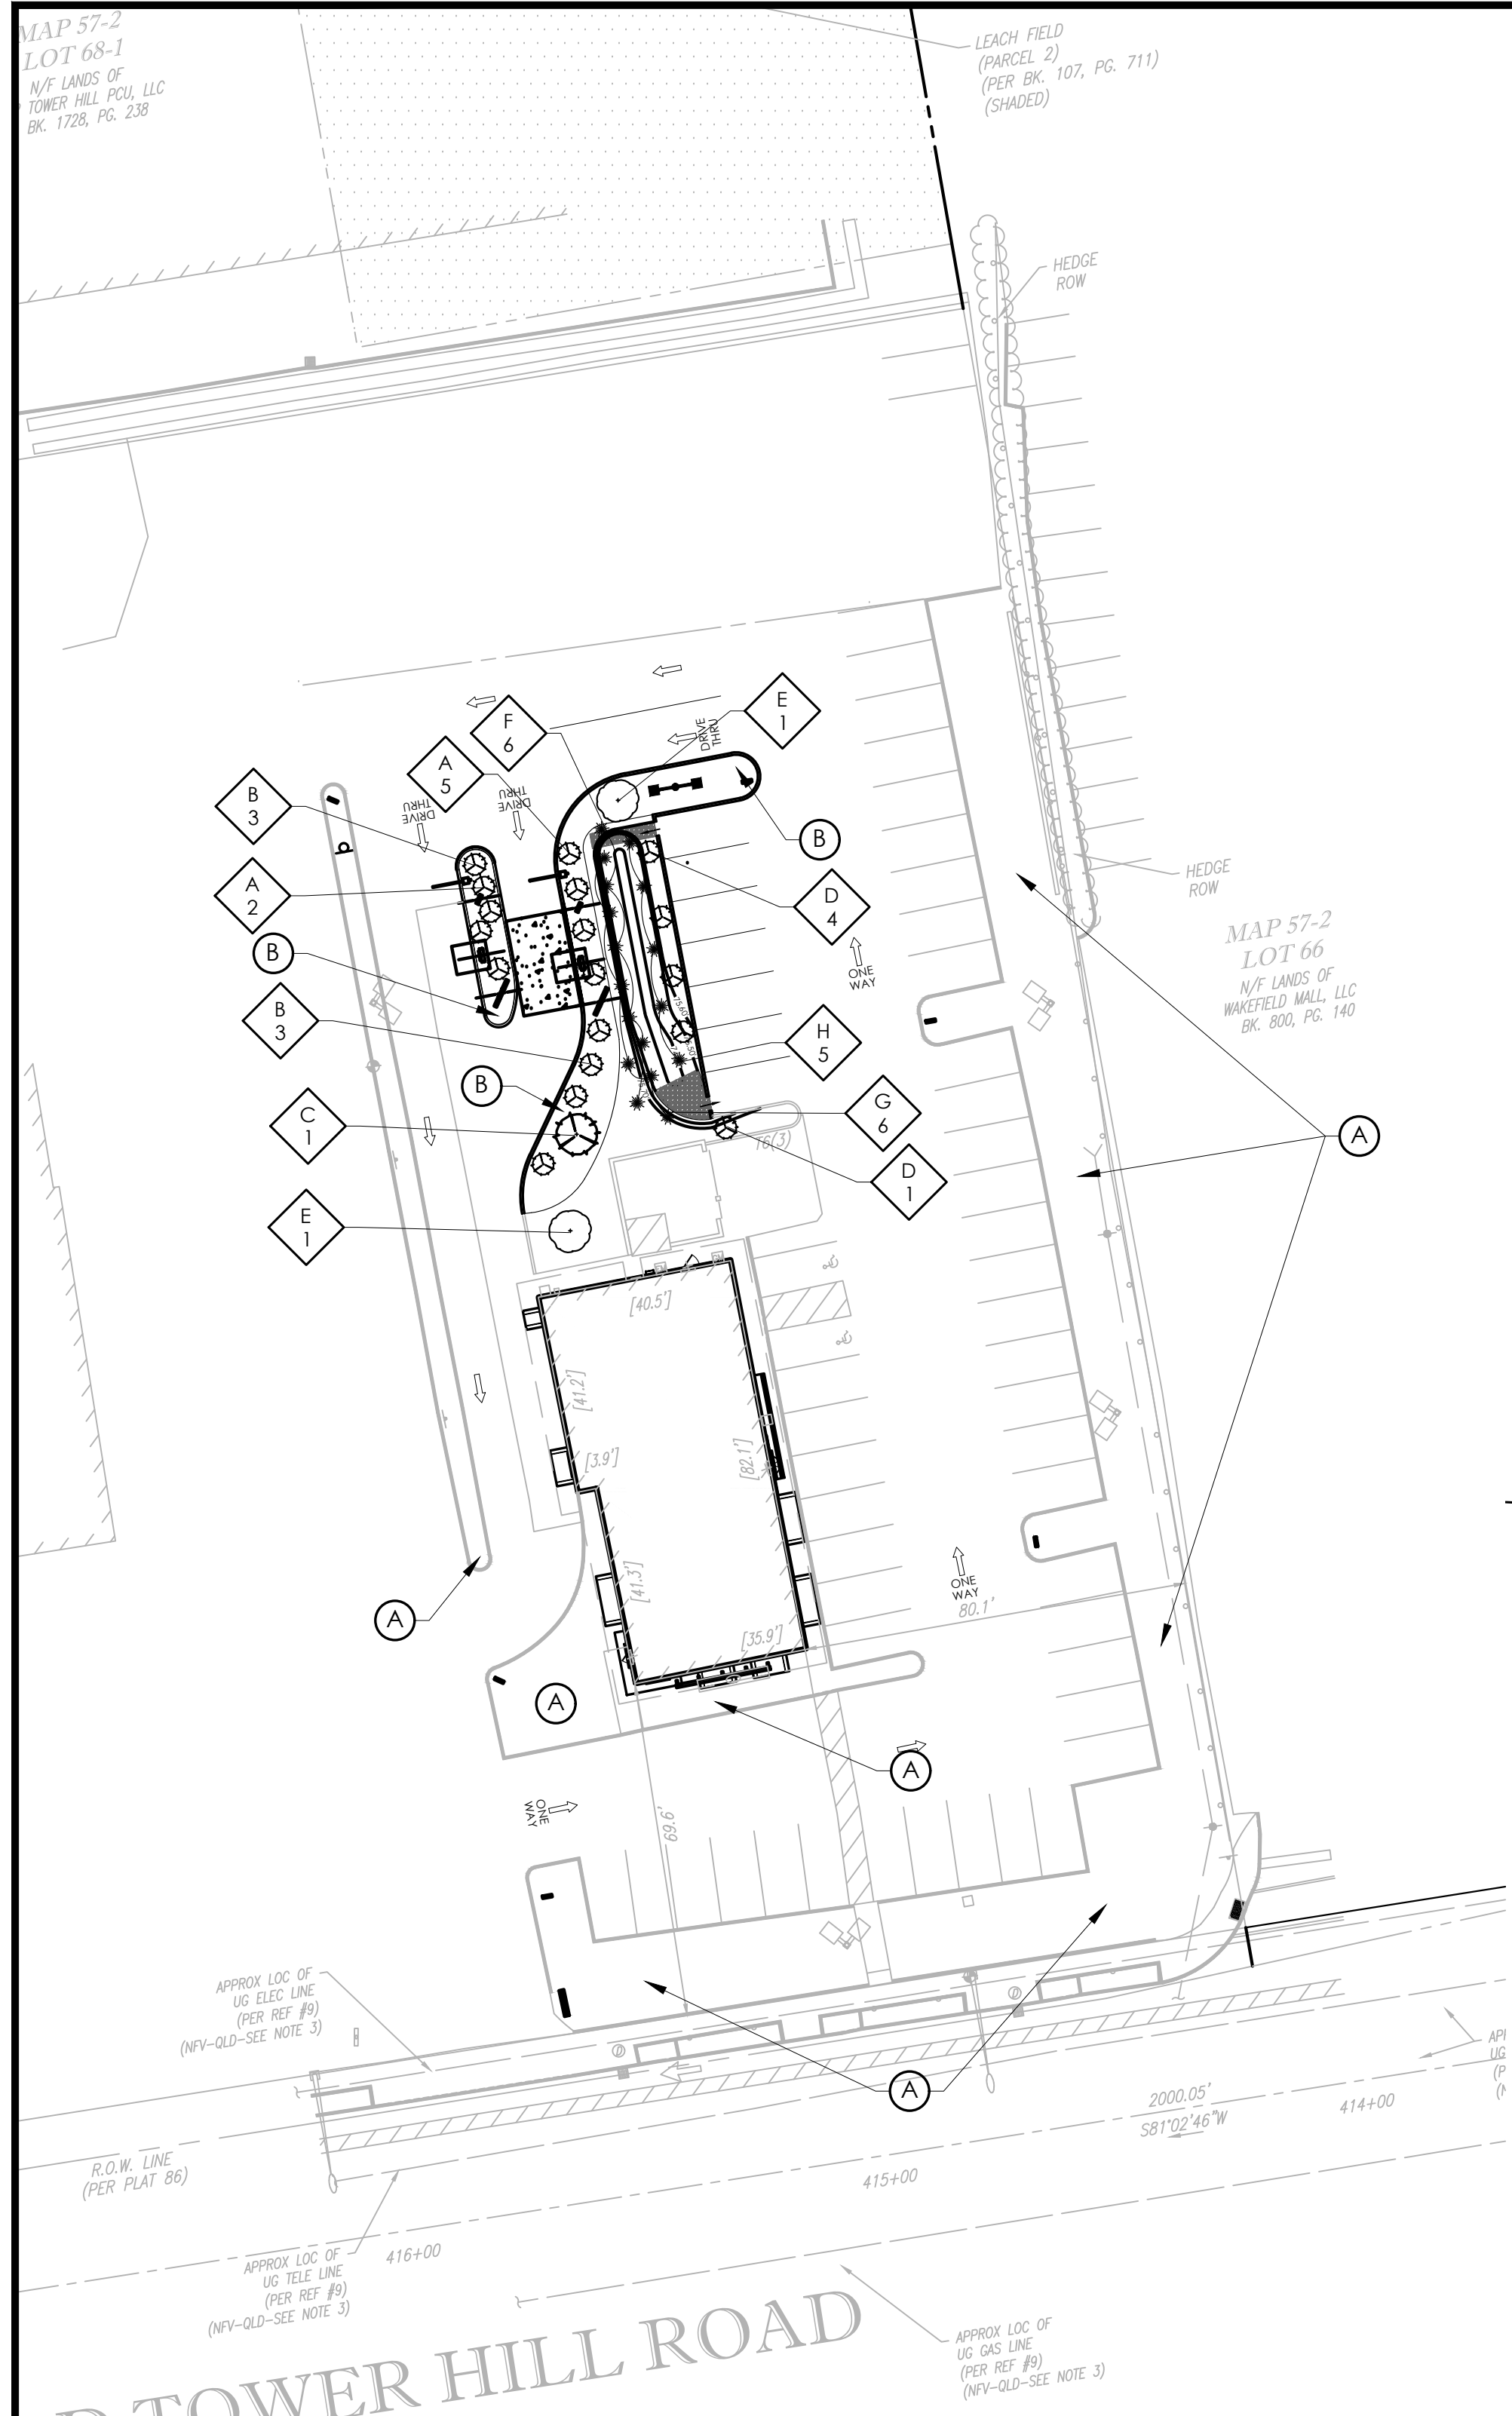 MAP 57-2
LOT 68-1
N/F LANDS OF
TOWER HILL PCU, LLC
BK. 1728, PG. 238
LEACH FIELD
(PARCEL 2)
(PER BK. 107, PG. 711)
(SHADED)
HEDGE
ROW
E
1
F
6
DRIVE
THRU
A
5
B
3
DRIVE
THRU
DRIVE
THRU
B
A
2
D
4
HEDGE
ROW
MAP 57-2
LOT 66
N/F LANDS OF
WAKEFIELD MALL, LLC
BK. 800, PG. 140
B
ONE
WAY
B
3
75.60
H
5
B
G
6
C
1
16(3)
A
D
1
E
1
[40.5']
[41.2']
[3.9']
[82.1']
[41.3']
ONE
WAY
80.1'
A
[35.9']
A
A
ONE
WAY
69.6'
APPROX LOC OF
UG ELEC LINE
(PER REF #9)
(NFV-QLD-SEE NOTE 3)
A
2000.05'
S81°02'46"W
414+00
R.O.W. LINE
(PER PLAT 86)
415+00
416+00
APPROX LOC OF
UG TELE LINE
(PER REF #9)
(NFV-QLD-SEE NOTE 3)
TOWER HILL ROAD
APPROX LOC OF
UG GAS LINE
(PER REF #9)
(NFV-QLD-SEE NOTE 3)